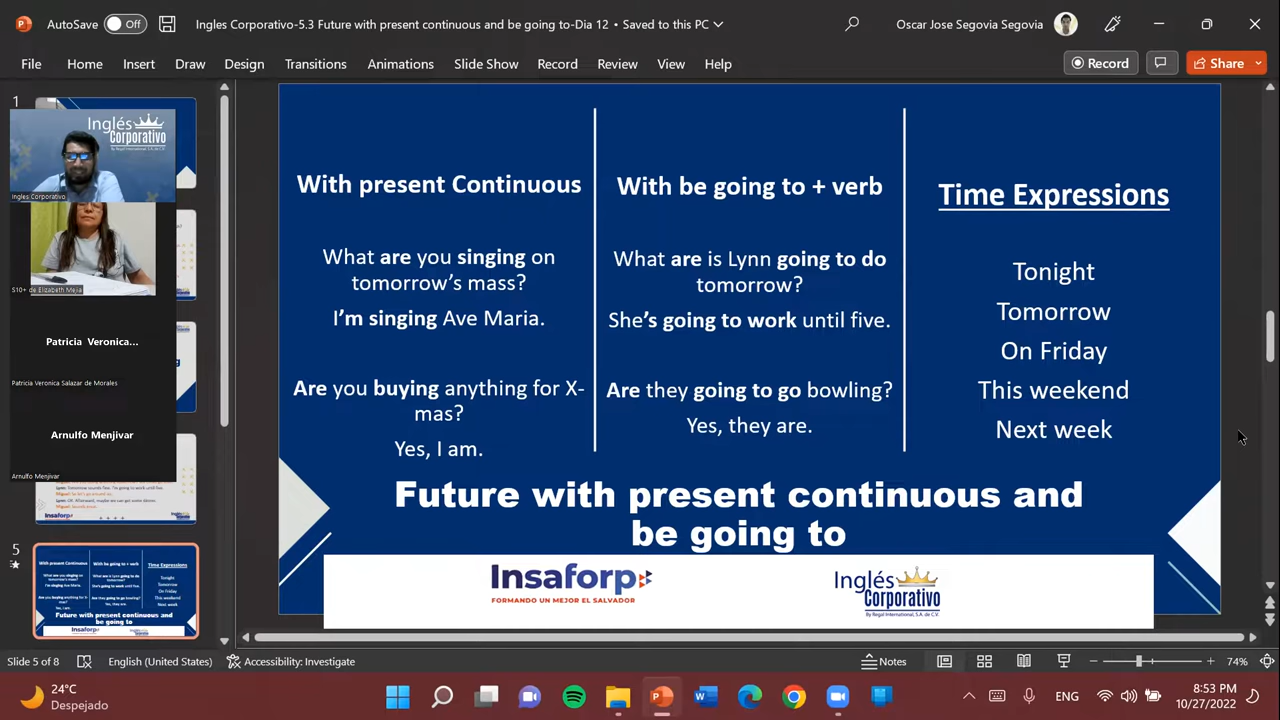 AutoSave Off Ingles Corporativo-5.3 Future with present continuous and be going to-Dia 12 • Saved to this PC Oscar Jose Segovia Segovia
File Home Insert Draw Design Transitions Animations Slide Show Record Review View Help Record Share
1
Inglés
Corporativo
By Regal International, S.A. de C.V.
Ingles Corporativo
S10+ de Elizabeth Mejia
Patricia Veronica...
Patricia Veronica Salazar de Morales
Arnulfo Menjivar
Arnulfo Menjivar
Insaforp
5
With present Continuous
What are you singing on
tomorrow's mass?
I'm singing Ave Maria.
Are you buying anything for X-
mas?
Yes, I am.
With be going to + verb
What are is Lynn going to do
tomorrow?
She's going to work until five.
Are they going to go bowling?
Yes, they are.
Time Expressions
Tonight
Tomorrow
On Friday
This weekend
Next week
Future with present continuous and
be going to
Insaforp
FORMANDO UN MEJOR EL SALVADOR
Inglés
Corporativo
By Regal International, S.A. de C.V.
Slide 5 of 8 English (United States) Accessibility: Investigate Notes 74%
24°C
Despejado
ENG
8:53 PM
10/27/2022